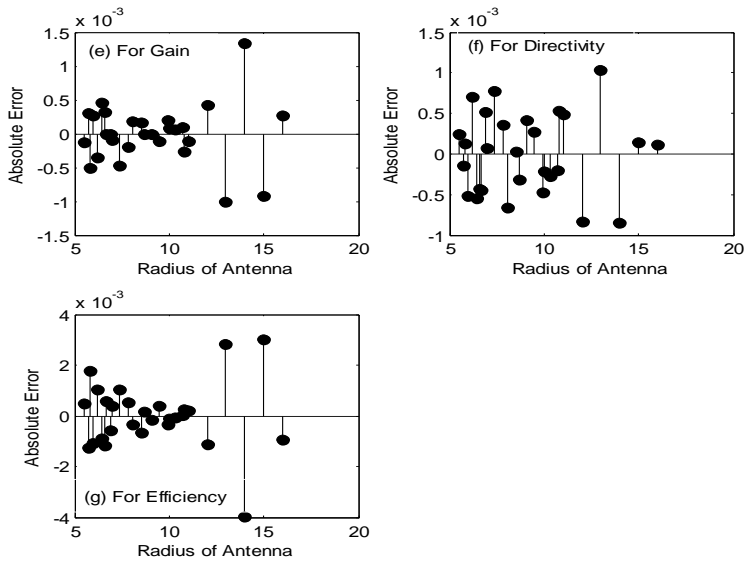 x 10-3
1.5
1
0.5
0
-0.5
-1
-1.5
5
10
15
20
Absolute Error
Radius of Antenna
(e) For Gain
x 10-3
1.5
1
0.5
0
-0.5
-1
5
10
15
20
Absolute Error
Radius of Antenna
(f) For Directivity
x 10-3
4
2
0
-2
-4
5
10
15
20
Absolute Error
Radius of Antenna
(g) For Efficiency